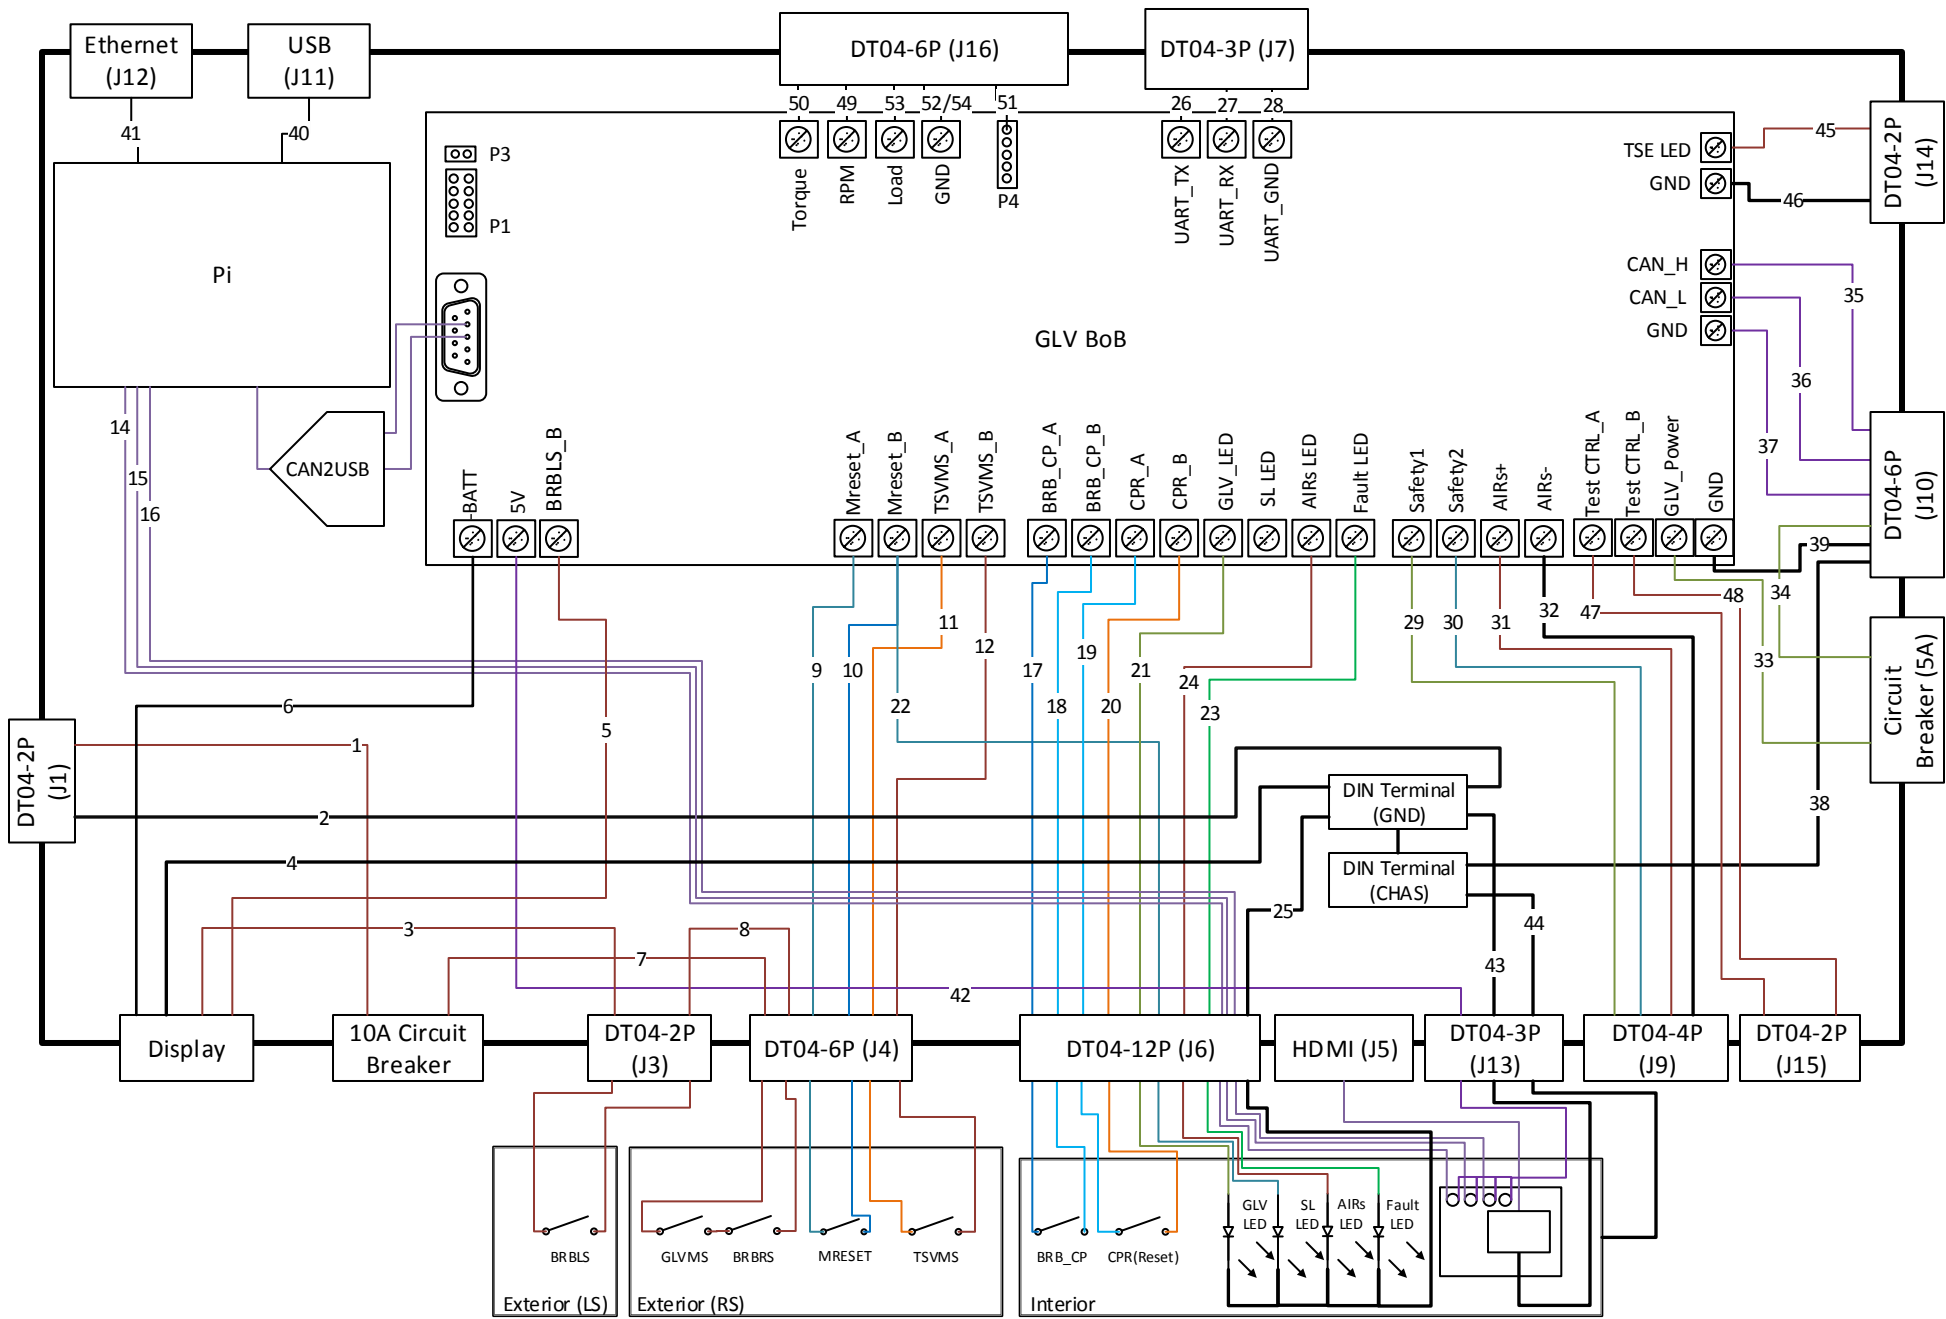 Ethernet
(J12)
USB
(J11)
DT04-6P (J16)
DT04-3P (J7)
41
40
50
49
53
52/54
51
26
27
28
P3
P1
Torque
RPM
Load
GND
P4
UART_TX
UART_RX
UART_GND
TSE LED
GND
45
46
DT04-2P
(J14)
Pi
GLV BoB
CAN_H
CAN_L
GND
35
36
37
DT04-6P
(J10)
CAN2USB
14
15
16
-BATT
5V
BRBLS_B
Mreset_A
Mreset_B
TSVMS_A
TSVMS_B
BRB_CP_A
BRB_CP_B
CPR_A
CPR_B
GLV_LED
SL LED
AIRs LED
Fault LED
Safety1
Safety2
AIRs+
AIRs-
Test CTRL_A
Test CTRL_B
GLV_Power
GND
39
34
48
47
33
38
Circuit
Breaker (5A)
11
12
9
10
22
17
18
19
20
21
24
23
29
30
31
32
6
5
1
2
4
DT04-2P
(J1)
DIN Terminal
(GND)
DIN Terminal
(CHAS)
25
44
43
3
8
7
42
Display
10A Circuit
Breaker
DT04-2P
(J3)
DT04-6P (J4)
DT04-12P (J6)
HDMI (J5)
DT04-3P
(J13)
DT04-4P
(J9)
DT04-2P
(J15)
BRBLS
Exterior (LS)
GLVMS
BRBRS
MRESET
TSVMS
Exterior (RS)
BRB_CP
CPR(Reset)
GLV
LED
SL
LED
AIRs
LED
Fault
LED
Interior